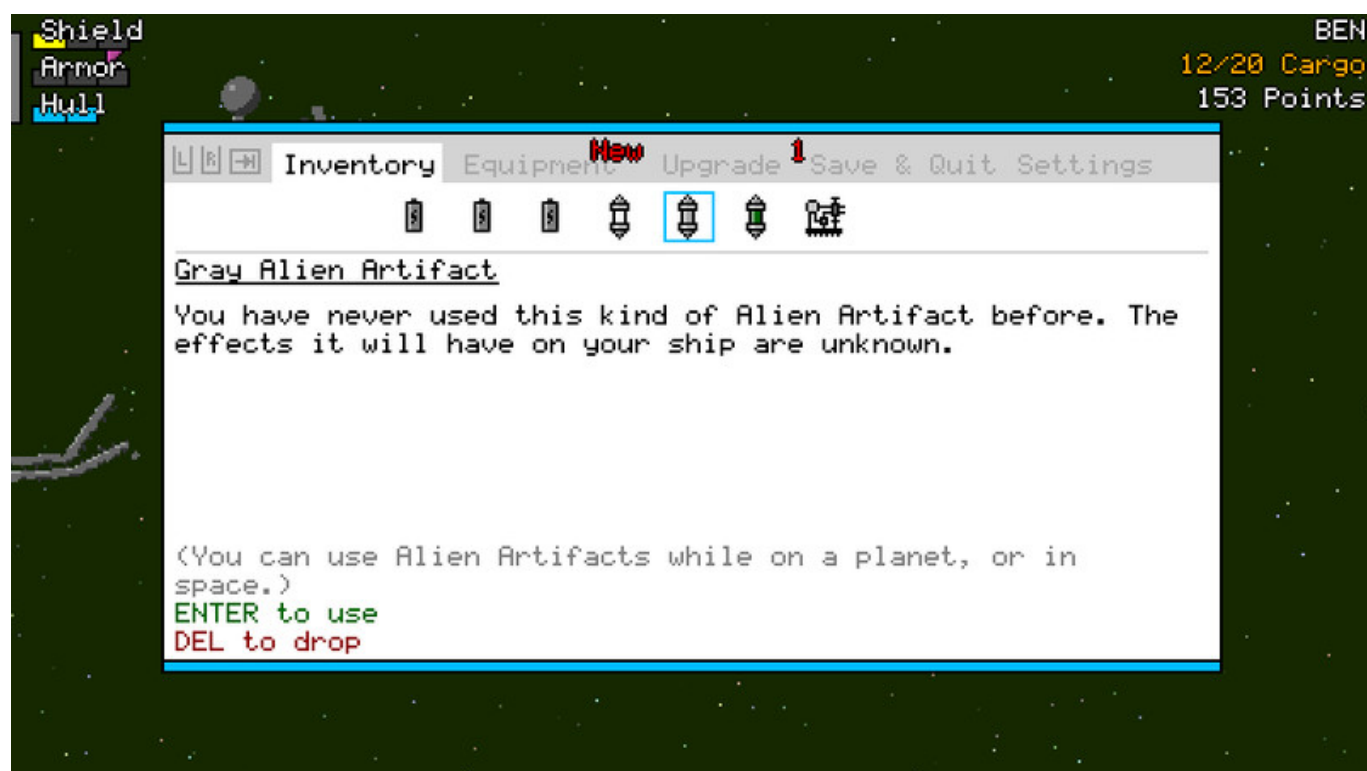 Shield
Armor
Hull
BEN
12/20 Cargo
153 Points
L R Inventory Equipment New Upgrade 1 Save & Quit Settings
Gray Alien Artifact
You have never used this kind of Alien Artifact before. The
effects it will have on your ship are unknown.
(You can use Alien Artifacts while on a planet, or in
space.)
ENTER to use
DEL to drop